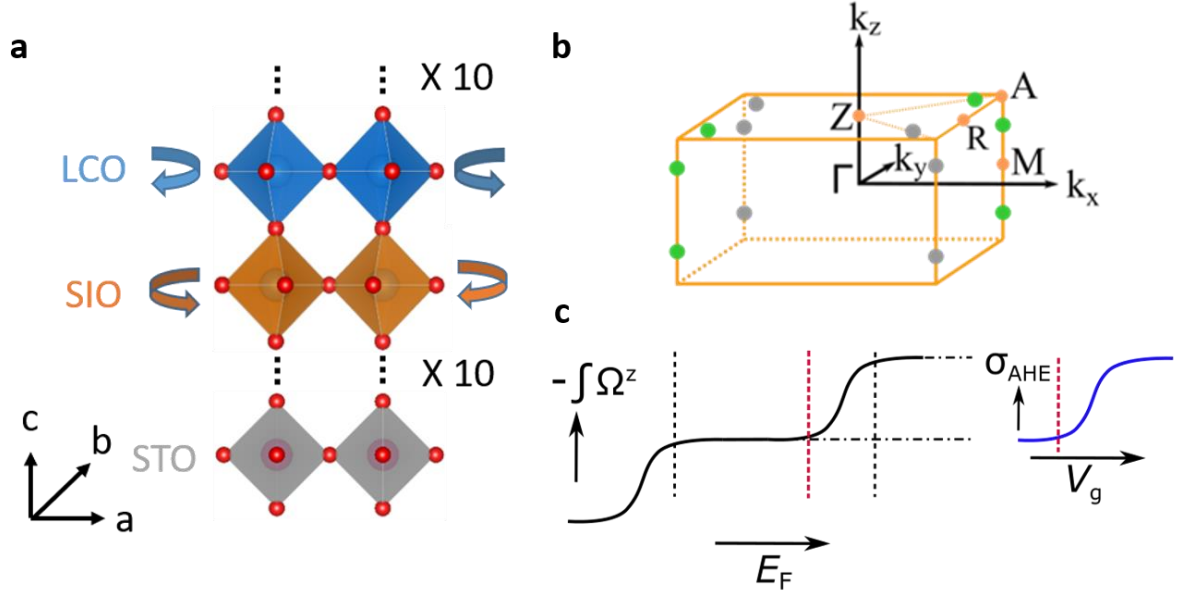 a
X 10
LCO
SIO
X 10
STO
c
b
a
b
k_z
A
Z
R
Γ
k_y
M
k_x
c
-∫Ω^z
E_F
σ_AHE
V_g